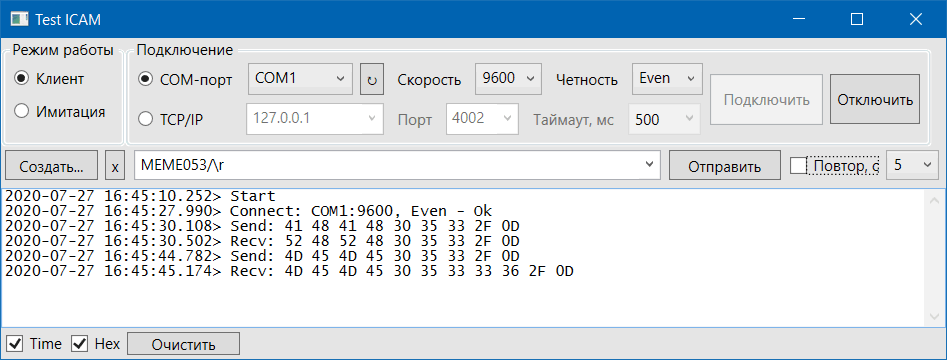 Test ICAM
Режим работы
Подключение
Клиент
COM-порт COM1 ↻ Скорость 9600 Четность Even
Подключить Отключить
Имитация
TCP/IP 127.0.0.1 Порт 4002 Таймаут, мс 500
Создать... x MEME053/\r Отправить Повтор, с 5
2020-07-27 16:45:10.252> Start
2020-07-27 16:45:27.990> Connect: COM1:9600, Even - Ok
2020-07-27 16:45:30.108> Send: 41 48 41 48 30 35 33 2F 0D
2020-07-27 16:45:30.502> Recv: 52 48 52 48 30 35 33 2F 0D
2020-07-27 16:45:44.782> Send: 4D 45 4D 45 30 35 33 2F 0D
2020-07-27 16:45:45.174> Recv: 4D 45 4D 45 30 35 33 33 36 2F 0D
Time Hex Очистить